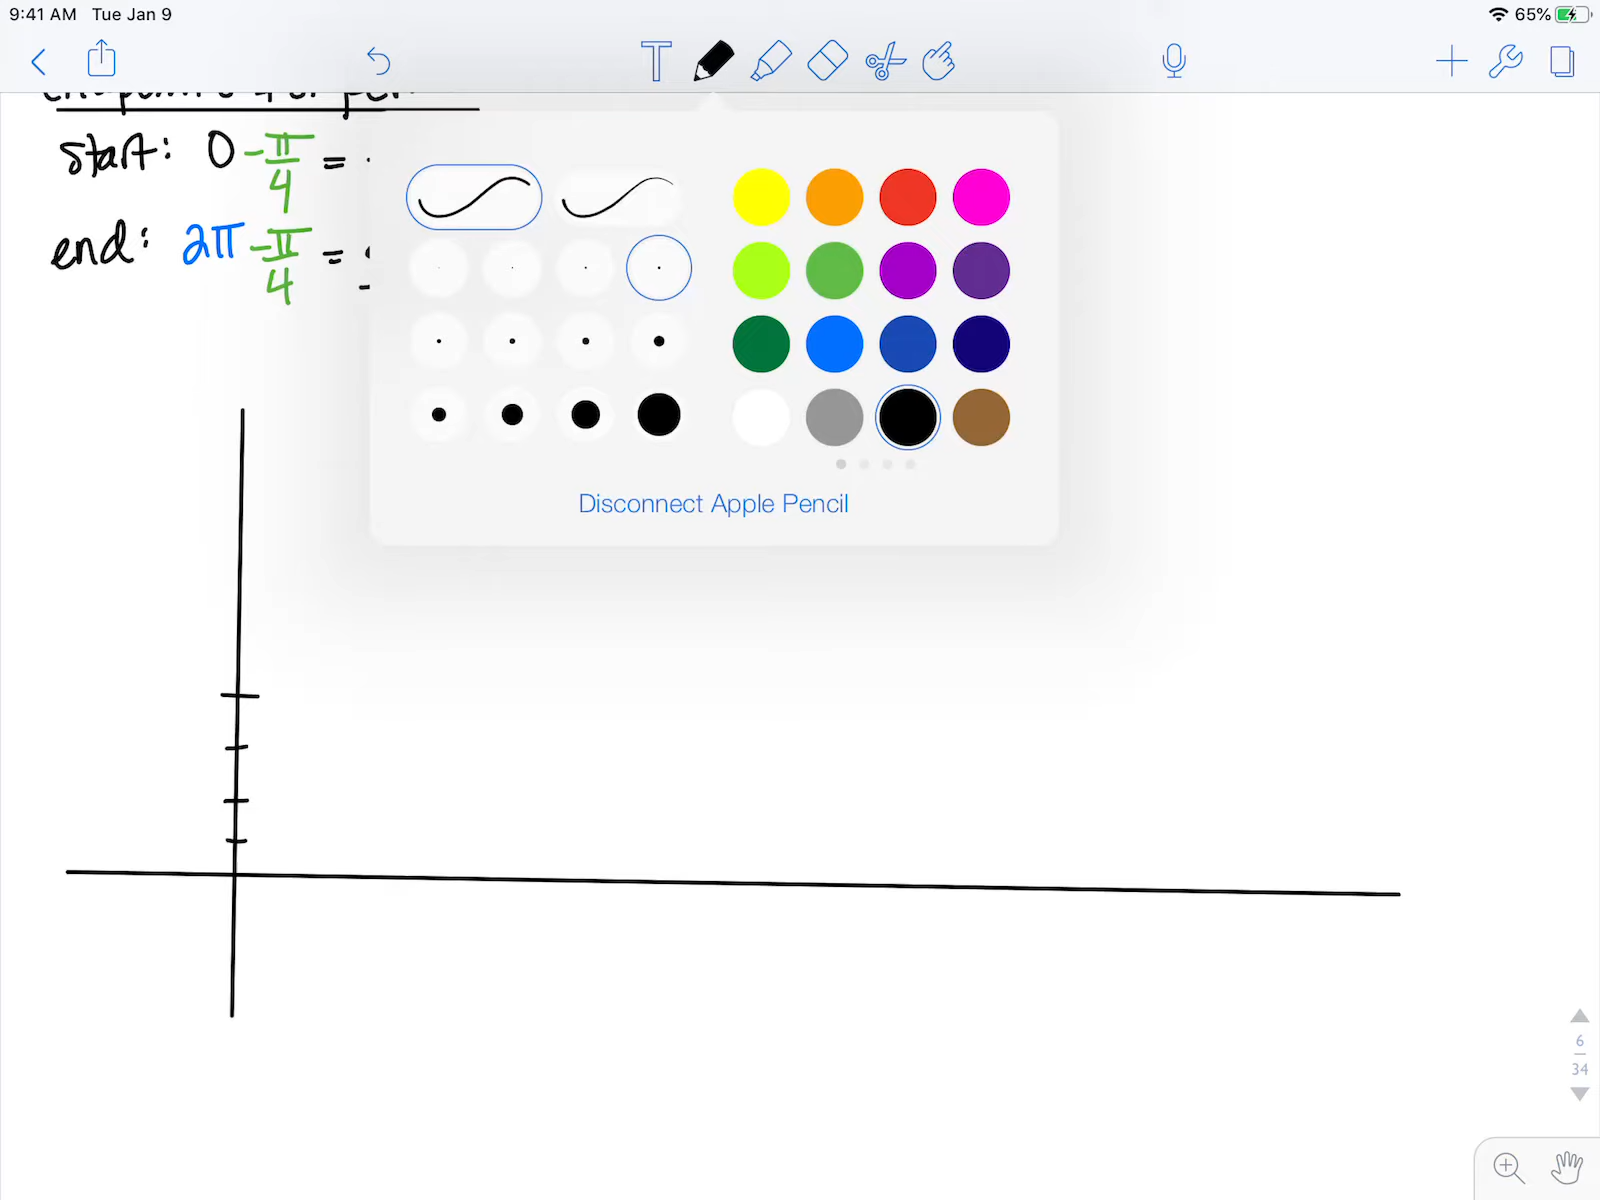 9:41 AM Tue Jan 9
65%
T
start: 0 - π/4 =
end: 2π - π/4 =
Disconnect Apple Pencil
6
34